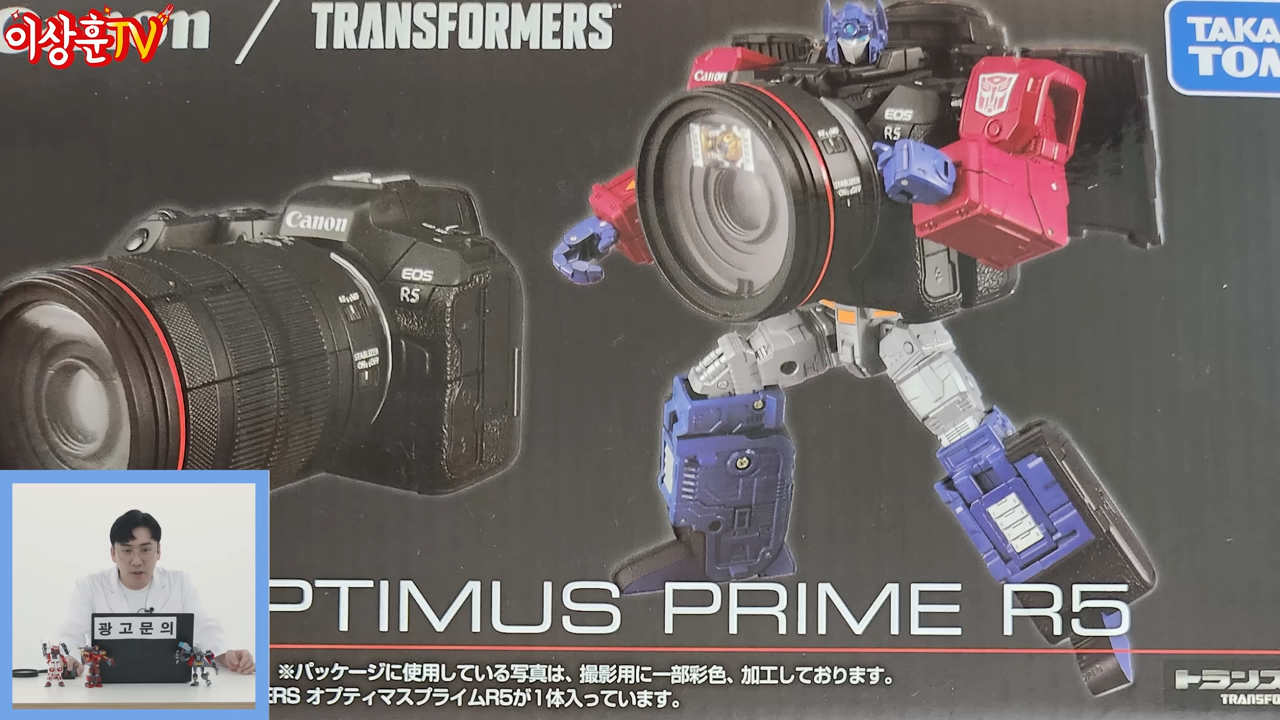 이상훈TV
/ TRANSFORMERS
TAKA
TOM
Canon
EOS
R5
Canon
EOS
R5
STABILIZER
ON OFF
광고문의
PTIMUS PRIME R5
※パッケージに使用している写真は、撮影用に一部彩色、加工しております。
ERS オプティマスプライムR5が1体入っています。
トランス
TRANSFO